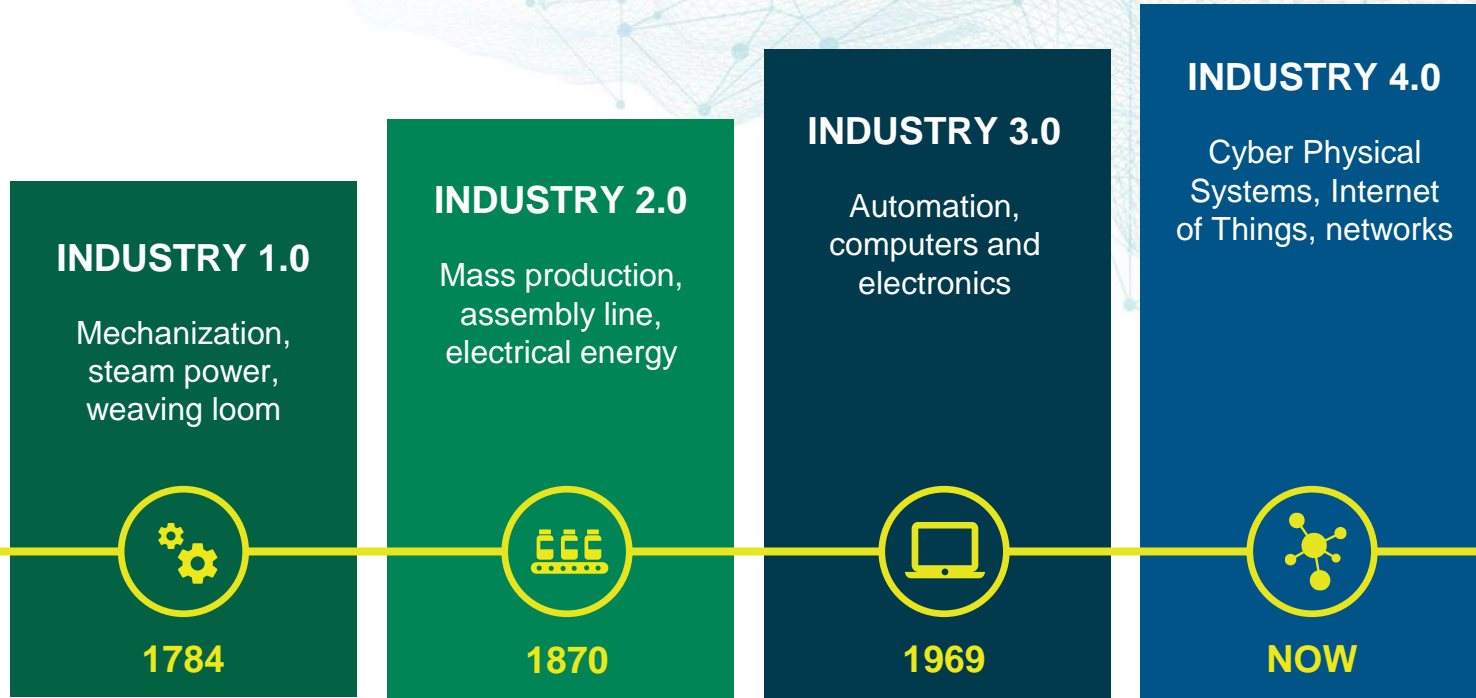 INDUSTRY 1.0
Mechanization,
steam power,
weaving loom
1784
INDUSTRY 2.0
Mass production,
assembly line,
electrical energy
1870
INDUSTRY 3.0
Automation,
computers and
electronics
1969
INDUSTRY 4.0
Cyber Physical
Systems, Internet
of Things, networks
NOW